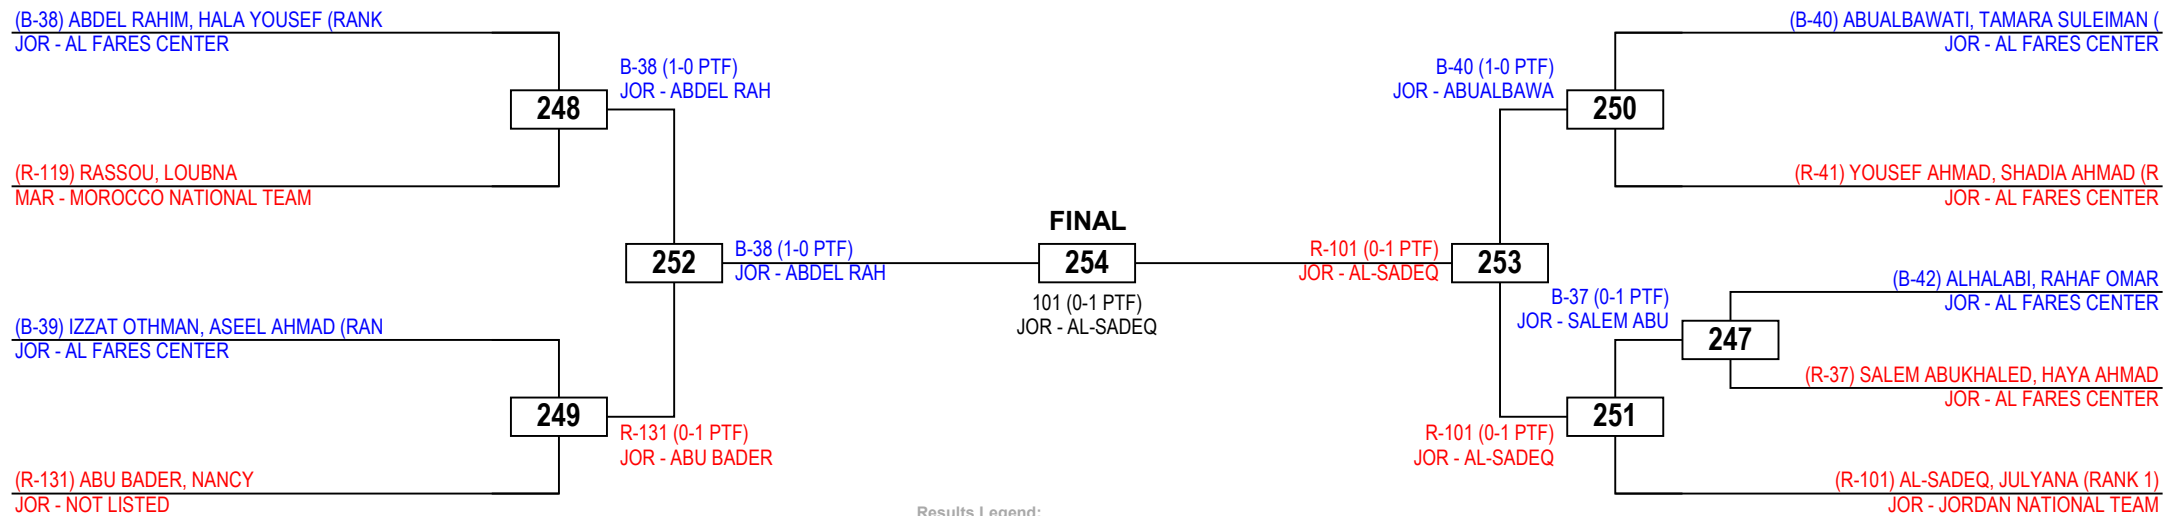 (B-38) ABDEL RAHIM, HALA YOUSEF (RANK
JOR - AL FARES CENTER
B-38 (1-0 PTF)
JOR - ABDEL RAH
248
(R-119) RASSOU, LOUBNA
MAR - MOROCCO NATIONAL TEAM
252
B-38 (1-0 PTF)
JOR - ABDEL RAH
(B-39) IZZAT OTHMAN, ASEEL AHMAD (RAN
JOR - AL FARES CENTER
249
R-131 (0-1 PTF)
JOR - ABU BADER
(R-131) ABU BADER, NANCY
JOR - NOT LISTED
FINAL
254
101 (0-1 PTF)
JOR - AL-SADEQ
(B-40) ABUALBAWATI, TAMARA SULEIMAN (
JOR - AL FARES CENTER
B-40 (1-0 PTF)
JOR - ABUALBAWA
250
(R-41) YOUSEF AHMAD, SHADIA AHMAD (R
JOR - AL FARES CENTER
R-101 (0-1 PTF)
JOR - AL-SADEQ
253
(B-42) ALHALABI, RAHAF OMAR
JOR - AL FARES CENTER
B-37 (0-1 PTF)
JOR - SALEM ABU
247
(R-37) SALEM ABUKHALED, HAYA AHMAD
JOR - AL FARES CENTER
251
R-101 (0-1 PTF)
JOR - AL-SADEQ
(R-101) AL-SADEQ, JULYANA (RANK 1)
JOR - JORDAN NATIONAL TEAM
Results Legend: